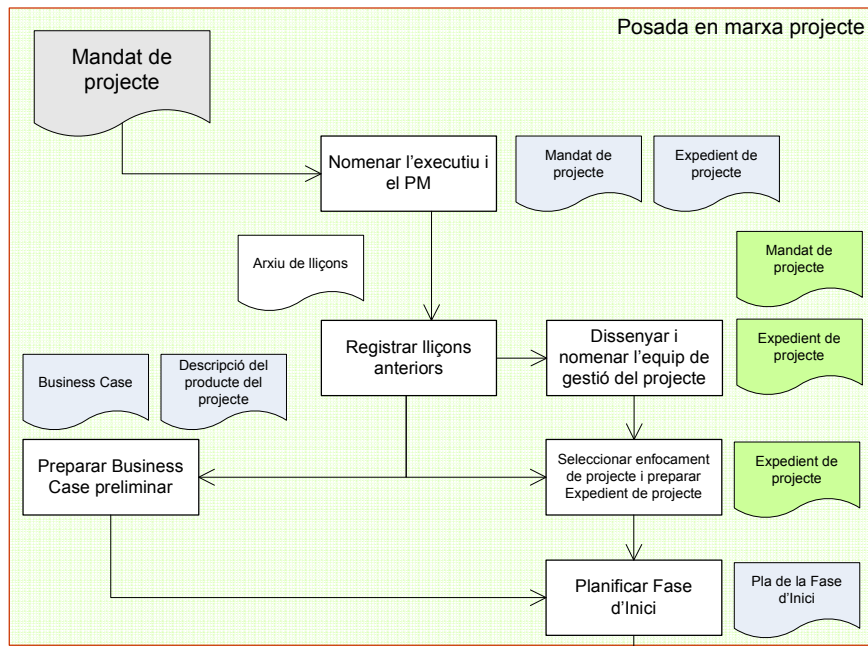 Posada en marxa projecte
Mandat de
projecte
Nomenar l'executiu i
el PM
Mandat de
projecte
Expedient de
projecte
Arxiu de lliçons
Mandat de
projecte
Registrar lliçons
anteriors
Dissenyar i
nomenar l'equip de
gestió del projecte
Expedient de
projecte
Business Case
Descripció del
producte del
projecte
Preparar Business
Case preliminar
Seleccionar enfocament
de projecte i preparar
Expedient de projecte
Expedient de
projecte
Planificar Fase
d'Inici
Pla de la Fase
d'Inici